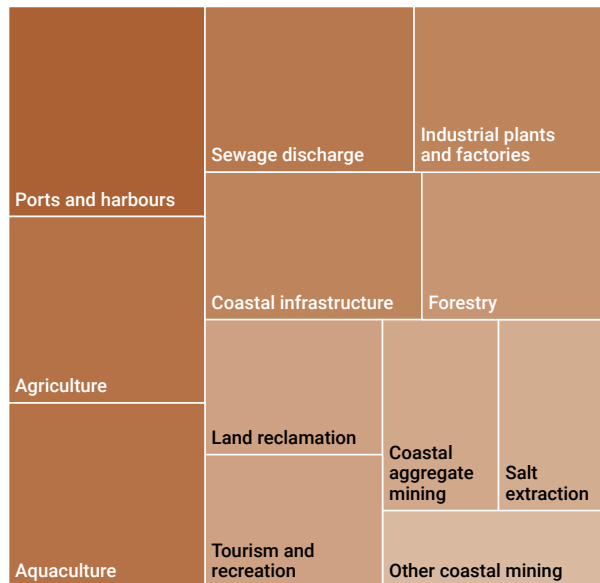 Ports and harbours
Sewage discharge
Industrial plants
and factories
Agriculture
Coastal infrastructure
Forestry
Aquaculture
Land reclamation
Coastal
aggregate
mining
Salt
extraction
Tourism and
recreation
Other coastal mining